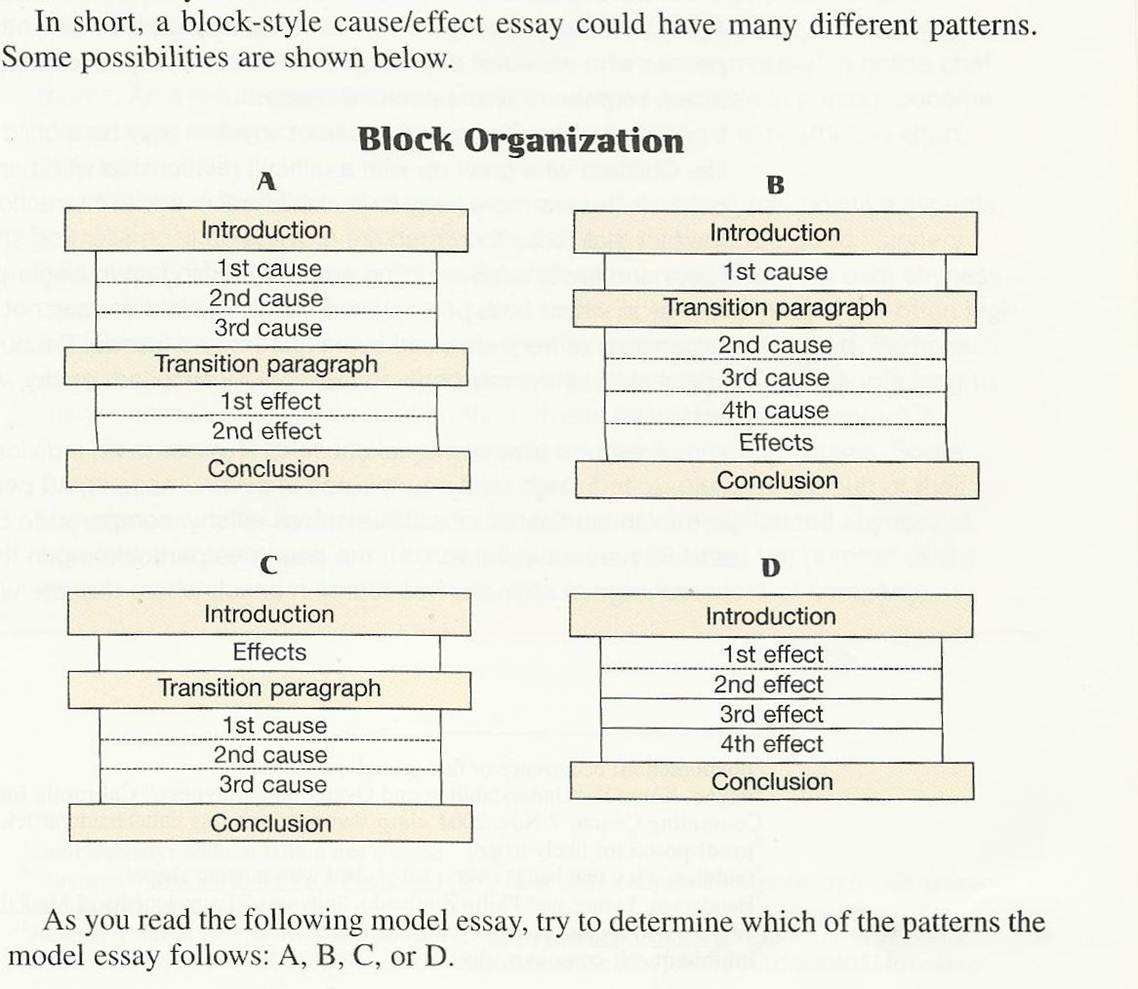 In short, a block-style cause/effect essay could have many different patterns.
Some possibilities are shown below.
Block Organization
A
Introduction
1st cause
2nd cause
3rd cause
Transition paragraph
1st effect
2nd effect
Conclusion
B
Introduction
1st cause
Transition paragraph
2nd cause
3rd cause
4th cause
Effects
Conclusion
C
Introduction
Effects
Transition paragraph
1st cause
2nd cause
3rd cause
Conclusion
D
Introduction
1st effect
2nd effect
3rd effect
4th effect
Conclusion
As you read the following model essay, try to determine which of the patterns the
model essay follows: A, B, C, or D.